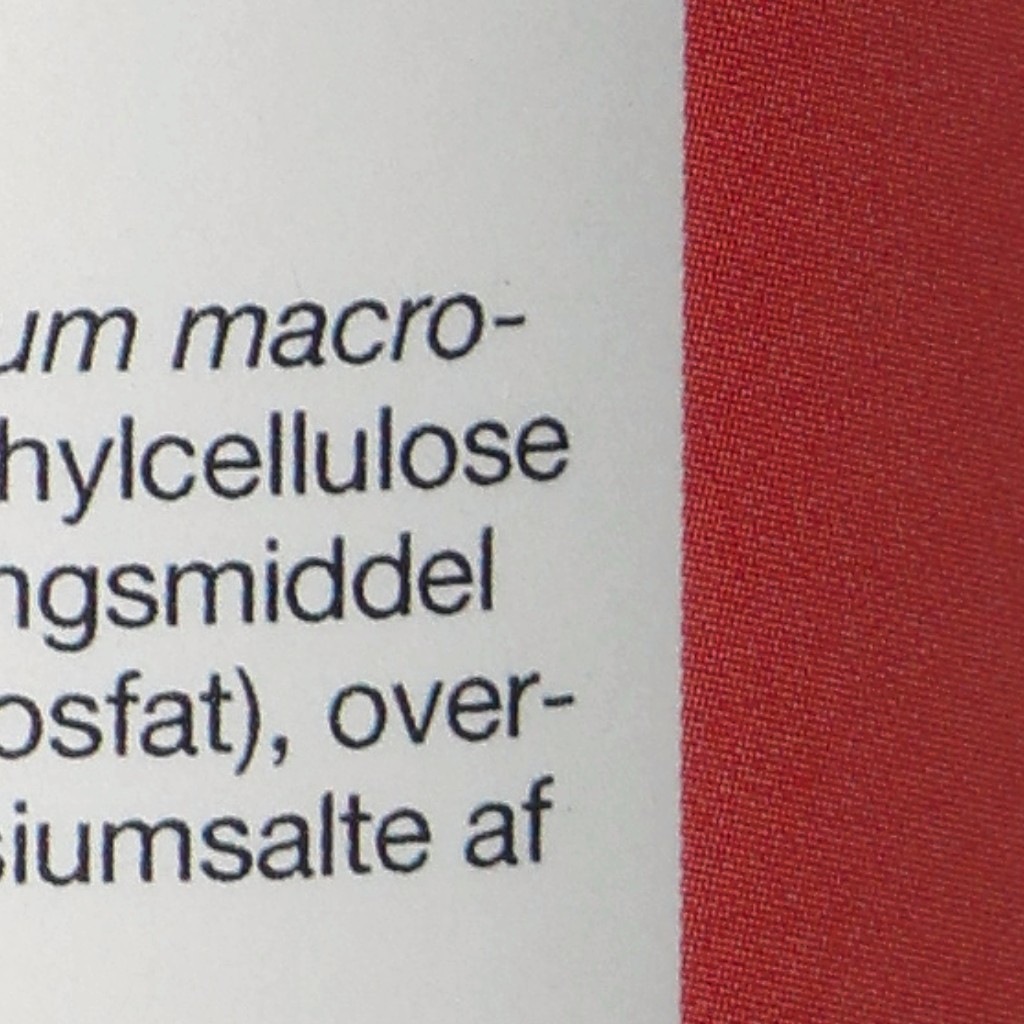 um macro-
hylcellulose
ngsmiddel
osfat), over-
siumsalte af